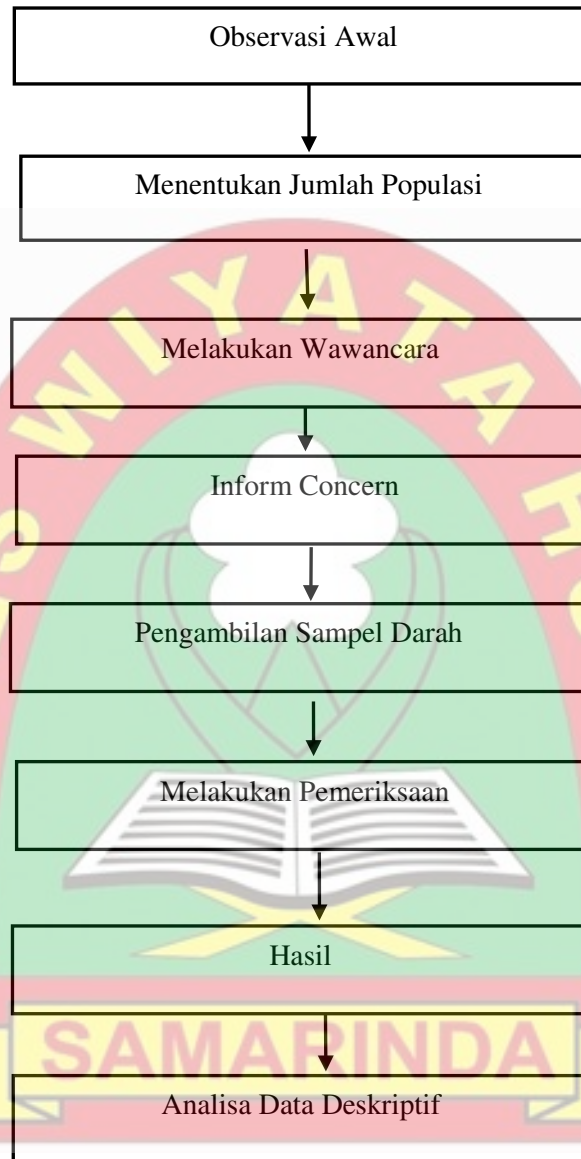 Observasi Awal
Menentukan Jumlah Populasi
WIYATA
Melakukan Wawancara
Inform Concern
Pengambilan Sampel Darah
Melakukan Pemeriksaan
Hasil
SAMARINDA
Analisa Data Deskriptif